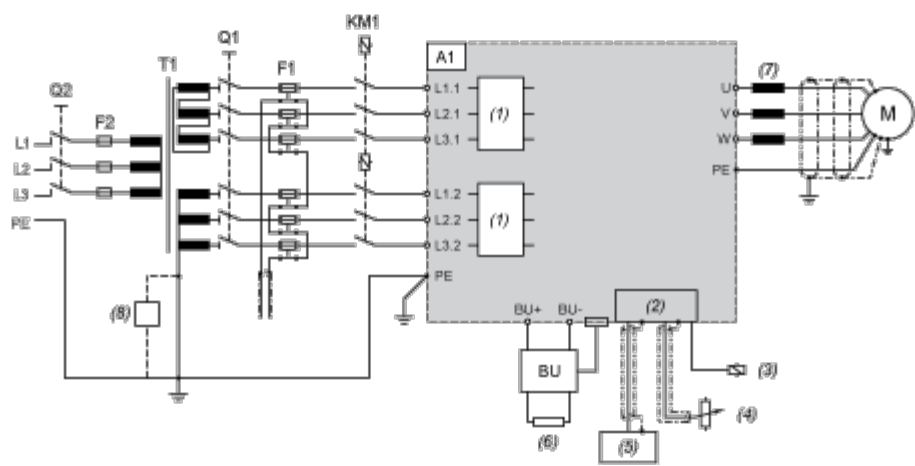 KM1
Q1
T1
F1
A1
(7)
Q2
F2
L1.1
(1)
U
L2.1
V
M
L1
L3.1
W
L2
PE
L3
L1.2
PE
L2.2
(1)
L3.2
PE
(8)
BU+
BU-
(2)
BU
(3)
(4)
(6)
(5)